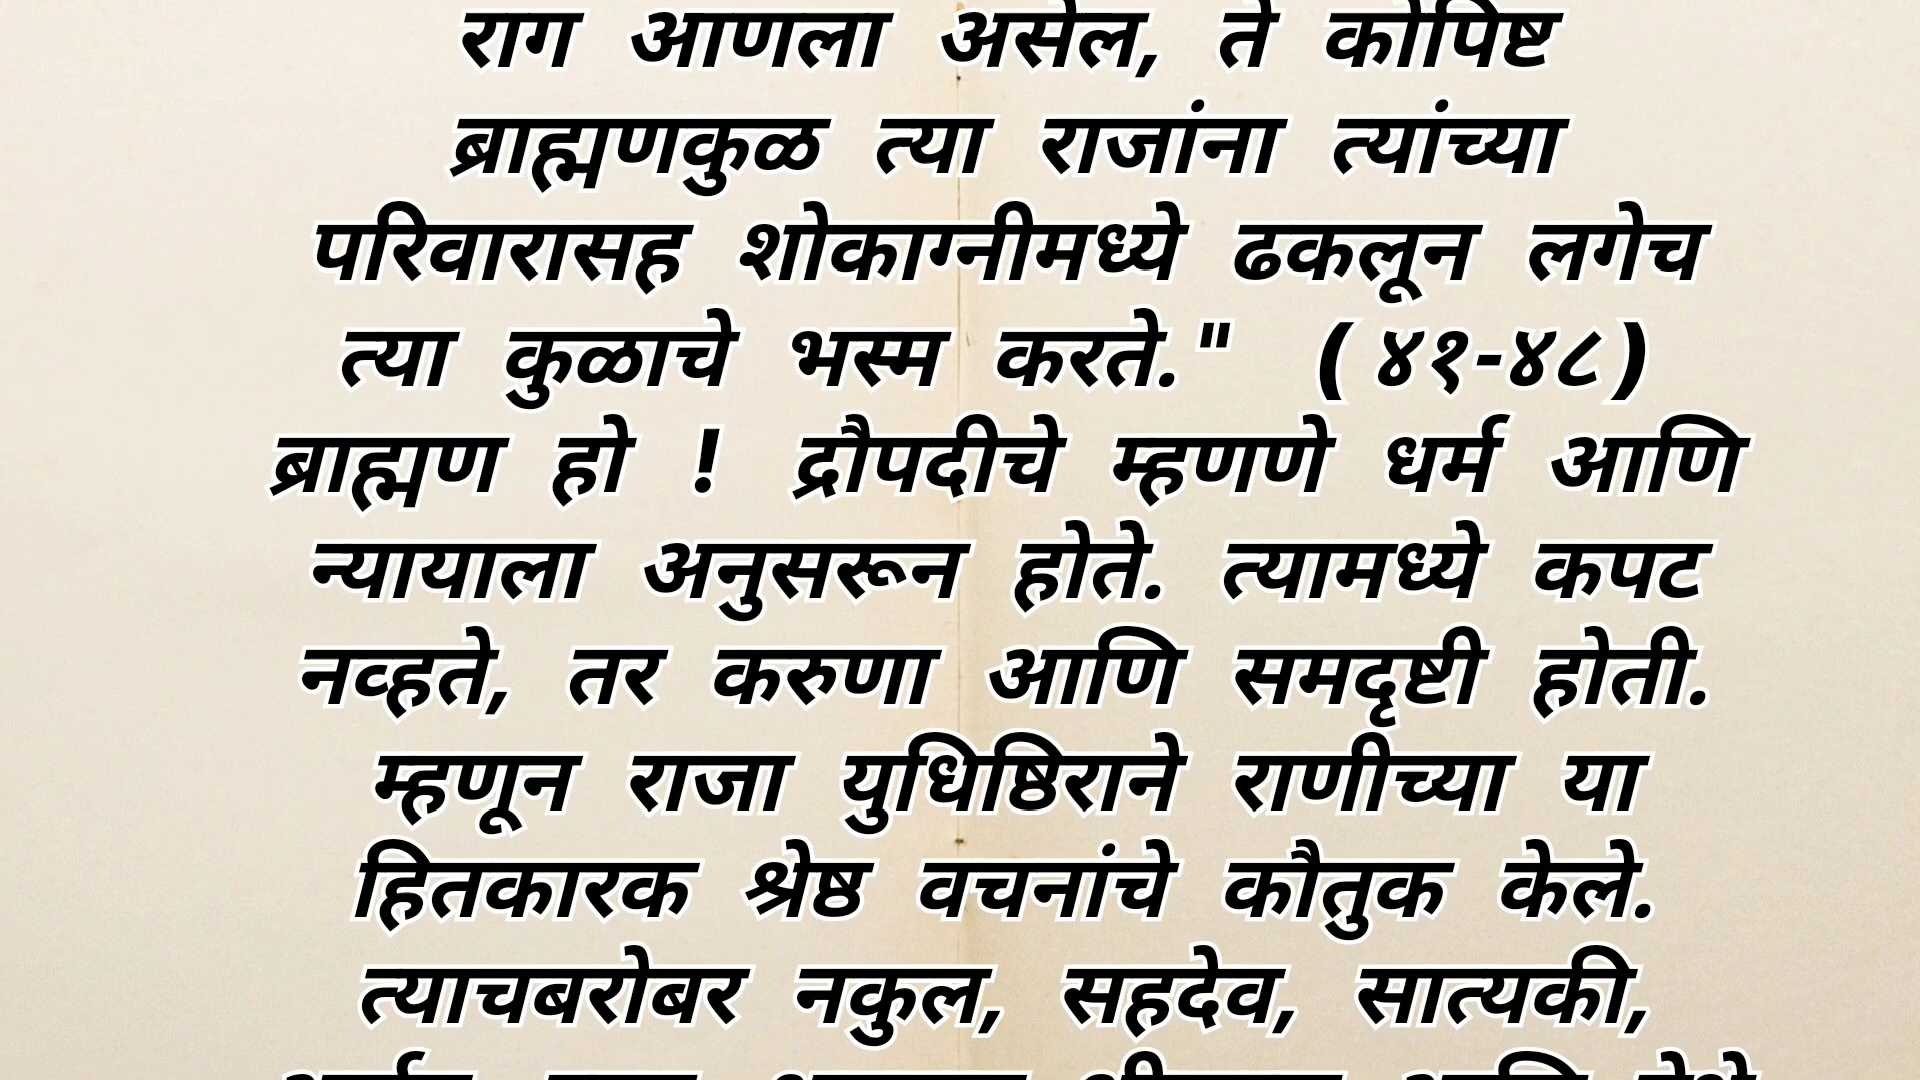 राग आणला असेल, ते कोपिष्ट
ब्राह्मणकुळ त्या राजांना त्यांच्या
परिवारासह शोकाग्नीमध्ये ढकलून लगेच
त्या कुळाचे भस्म करते." (४१-४८)
ब्राह्मण हो ! द्रौपदीचे म्हणणे धर्म आणि
न्यायाला अनुसरून होते. त्यामध्ये कपट
नव्हते, तर करुणा आणि समदृष्टी होती.
म्हणून राजा युधिष्ठिराने राणीच्या या
हितकारक श्रेष्ठ वचनांचे कौतुक केले.
त्याचबरोबर नकुल, सहदेव, सात्यकी,